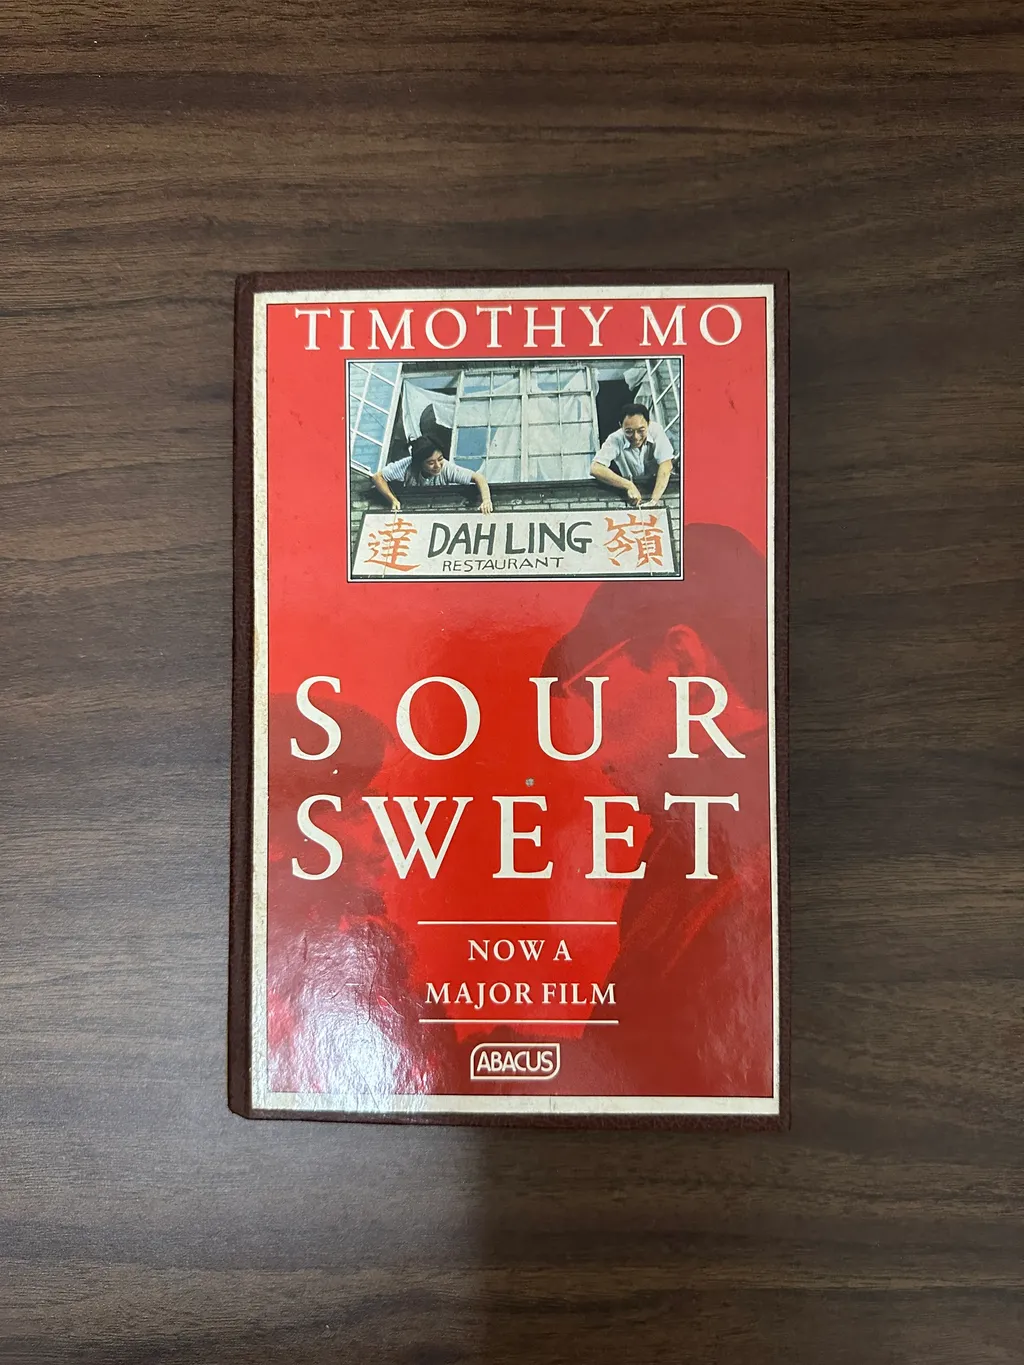 TIMOTHY MO
達 DAH LING 嶺
RESTAURANT
SOUR
SWEET
NOW A
MAJOR FILM
ABACUS